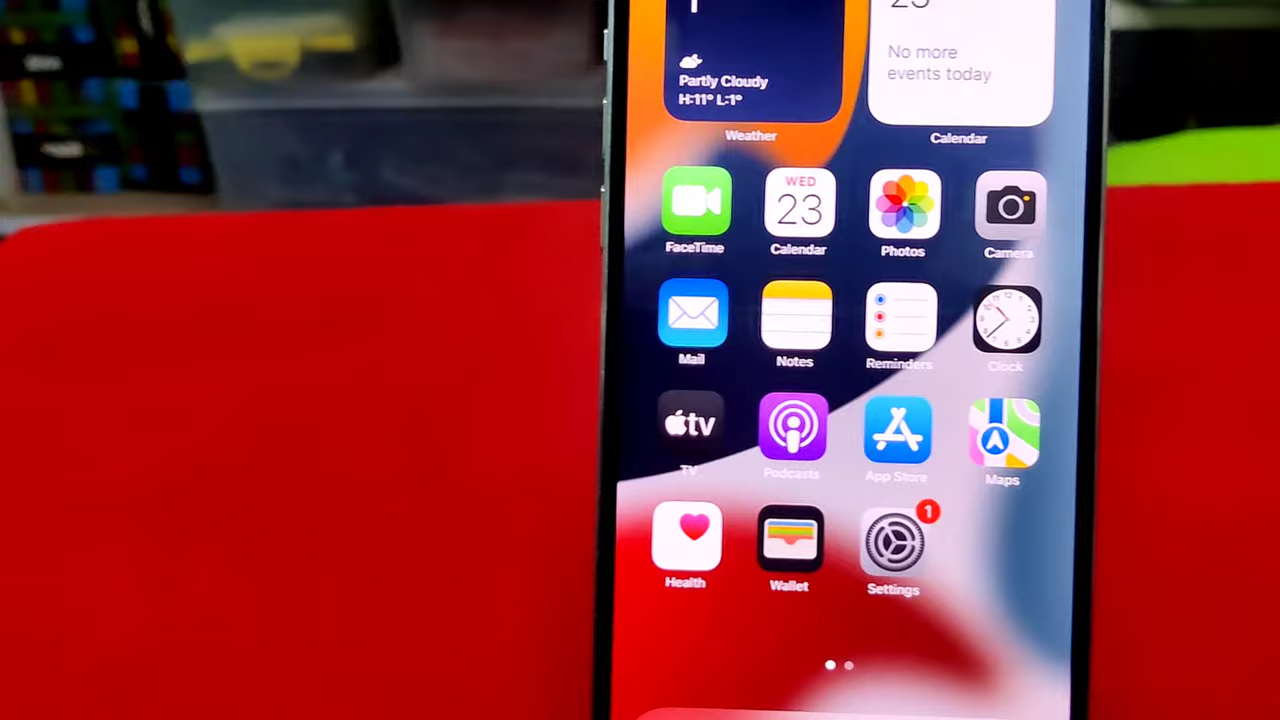 Partly Cloudy
H:11° L:1°
Weather
23
No more
events today
Calendar
FaceTime
WED
23
Calendar
Photos
Camera
Mail
Notes
Reminders
Clock
tv
TV
Podcasts
App Store
Maps
Health
Wallet
1
Settings